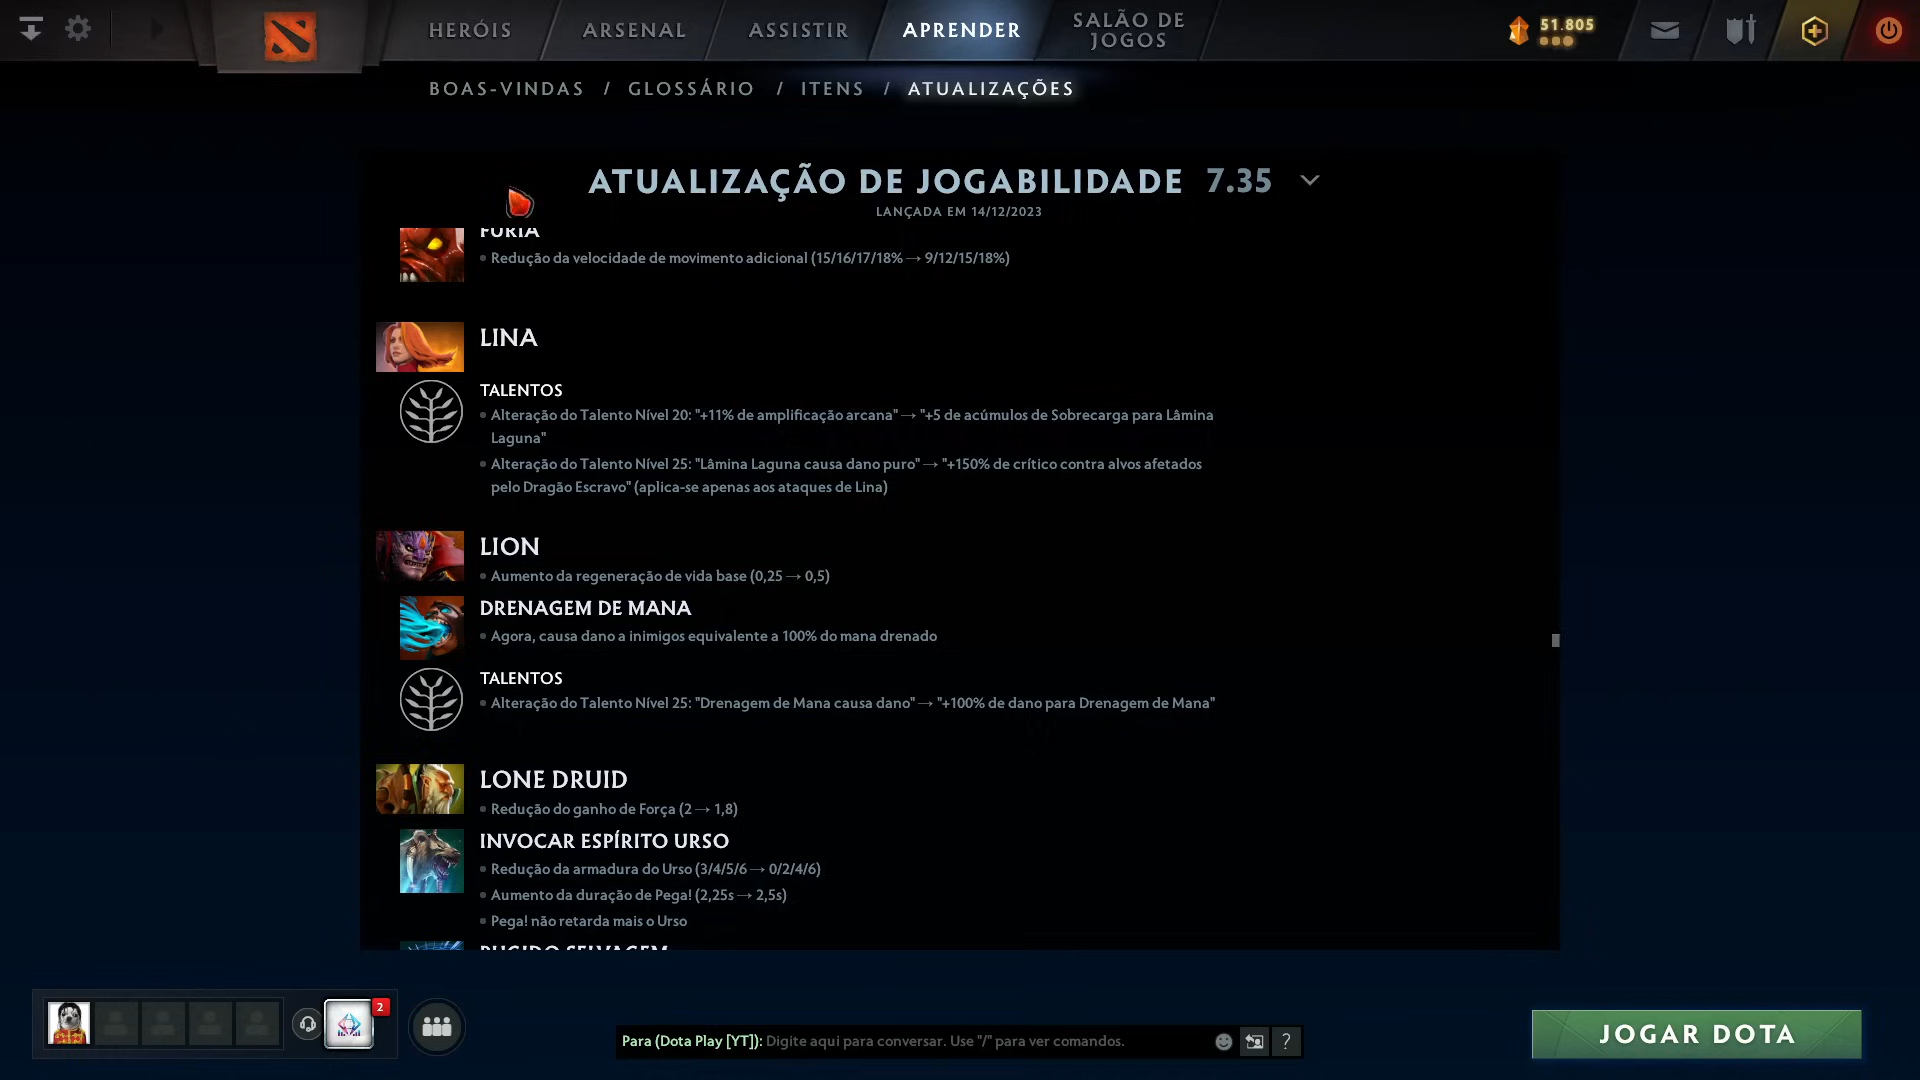 HERÓIS
ARSENAL
ASSISTIR
APRENDER
SALÃO DE
JOGOS
51.805
BOAS-VINDAS / GLOSSÁRIO / ITENS / ATUALIZAÇÕES
ATUALIZAÇÃO DE JOGABILIDADE 7.35
LANÇADA EM 14/12/2023
FÚRIA
Redução da velocidade de movimento adicional (15/16/17/18% → 9/12/15/18%)
LINA
TALENTOS
Alteração do Talento Nível 20: "+11% de amplificação arcana" → "+5 de acúmulos de Sobrecarga para Lâmina
Laguna"
Alteração do Talento Nível 25: "Lâmina Laguna causa dano puro" → "+150% de crítico contra alvos afetados
pelo Dragão Escravo" (aplica-se apenas aos ataques de Lina)
LION
Aumento da regeneração de vida base (0,25 → 0,5)
DRENAGEM DE MANA
Agora, causa dano a inimigos equivalente a 100% do mana drenado
TALENTOS
Alteração do Talento Nível 25: "Drenagem de Mana causa dano" → "+100% de dano para Drenagem de Mana"
LONE DRUID
Redução do ganho de Força (2 → 1,8)
INVOCAR ESPÍRITO URSO
Redução da armadura do Urso (3/4/5/6 → 0/2/4/6)
Aumento da duração de Pega! (2,25s → 2,5s)
Pega! não retarda mais o Urso
RUGIDO SELVAGEM
2
Para (Dota Play [YT]): Digite aqui para conversar. Use "/" para ver comandos.
?
JOGAR DOTA